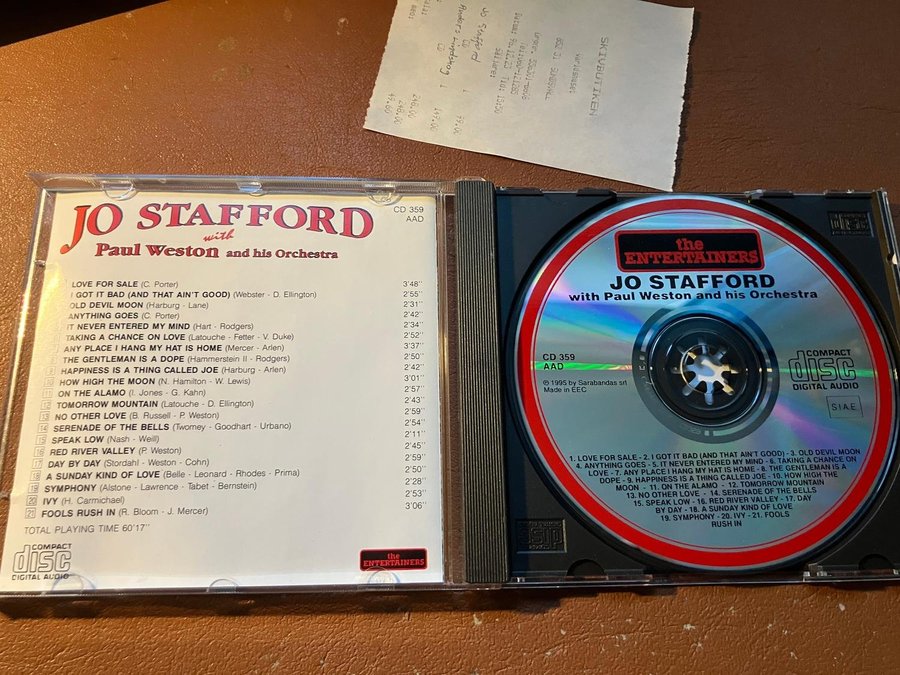 SKIVBUTIKEN
JO STAFFORD
with
Paul Weston and his Orchestra
CD 359
AAD
LOVE FOR SALE (C. Porter) 3'48''
I GOT IT BAD (AND THAT AIN'T GOOD) (Webster - D. Ellington) 2'55''
OLD DEVIL MOON (Harburg - Lane) 2'31''
ANYTHING GOES (C. Porter) 2'42''
IT NEVER ENTERED MY MIND (Hart - Rodgers) 2'34''
TAKING A CHANCE ON LOVE (Latouche - Fetter - V. Duke) 2'52''
ANY PLACE I HANG MY HAT IS HOME (Mercer - Arlen) 3'37''
THE GENTLEMAN IS A DOPE (Hammerstein II - Rodgers) 2'50''
HAPPINESS IS A THING CALLED JOE (Harburg - Arlen) 2'42''
10 HOW HIGH THE MOON (N. Hamilton - W. Lewis) 3'01''
11 ON THE ALAMO (I. Jones - G. Kahn) 2'57''
12 TOMORROW MOUNTAIN (Latouche - D. Ellington) 2'43''
13 NO OTHER LOVE (B. Russell - P. Weston) 2'59''
14 SERENADE OF THE BELLS (Twomey - Goodhart - Urbano) 2'54''
15 SPEAK LOW (Nash - Weill) 2'11''
16 RED RIVER VALLEY (P. Weston) 2'45''
17 DAY BY DAY (Stordahl - Weston - Cohn) 2'59''
18 A SUNDAY KIND OF LOVE (Belle - Leonard - Rhodes - Prima) 2'50''
19 SYMPHONY (Alstone - Lawrence - Tabet - Bernstein) 2'28''
20 IVY (H. Carmichael) 2'53''
21 FOOLS RUSH IN (R. Bloom - J. Mercer) 3'06''
TOTAL PLAYING TIME 60'17''
COMPACT
disc
DIGITAL AUDIO
the
ENTERTAINERS
the
ENTERTAINERS
JO STAFFORD
with Paul Weston and his Orchestra
CD 359
AAD
℗ 1995 by Sarabandas srl
Made in EEC
COMPACT
disc
DIGITAL AUDIO
S.I.A.E.
1. LOVE FOR SALE - 2. I GOT IT BAD (AND THAT AIN'T GOOD) - 3. OLD DEVIL MOON
4. ANYTHING GOES - 5. IT NEVER ENTERED MY MIND - 6. TAKING A CHANCE ON
LOVE - 7. ANY PLACE I HANG MY HAT IS HOME - 8. THE GENTLEMAN IS A
DOPE - 9. HAPPINESS IS A THING CALLED JOE - 10. HOW HIGH THE
MOON - 11. ON THE ALAMO - 12. TOMORROW MOUNTAIN
13. NO OTHER LOVE - 14. SERENADE OF THE BELLS
15. SPEAK LOW - 16. RED RIVER VALLEY - 17. DAY
BY DAY - 18. A SUNDAY KIND OF LOVE
19. SYMPHONY - 20. IVY - 21. FOOLS
RUSH IN